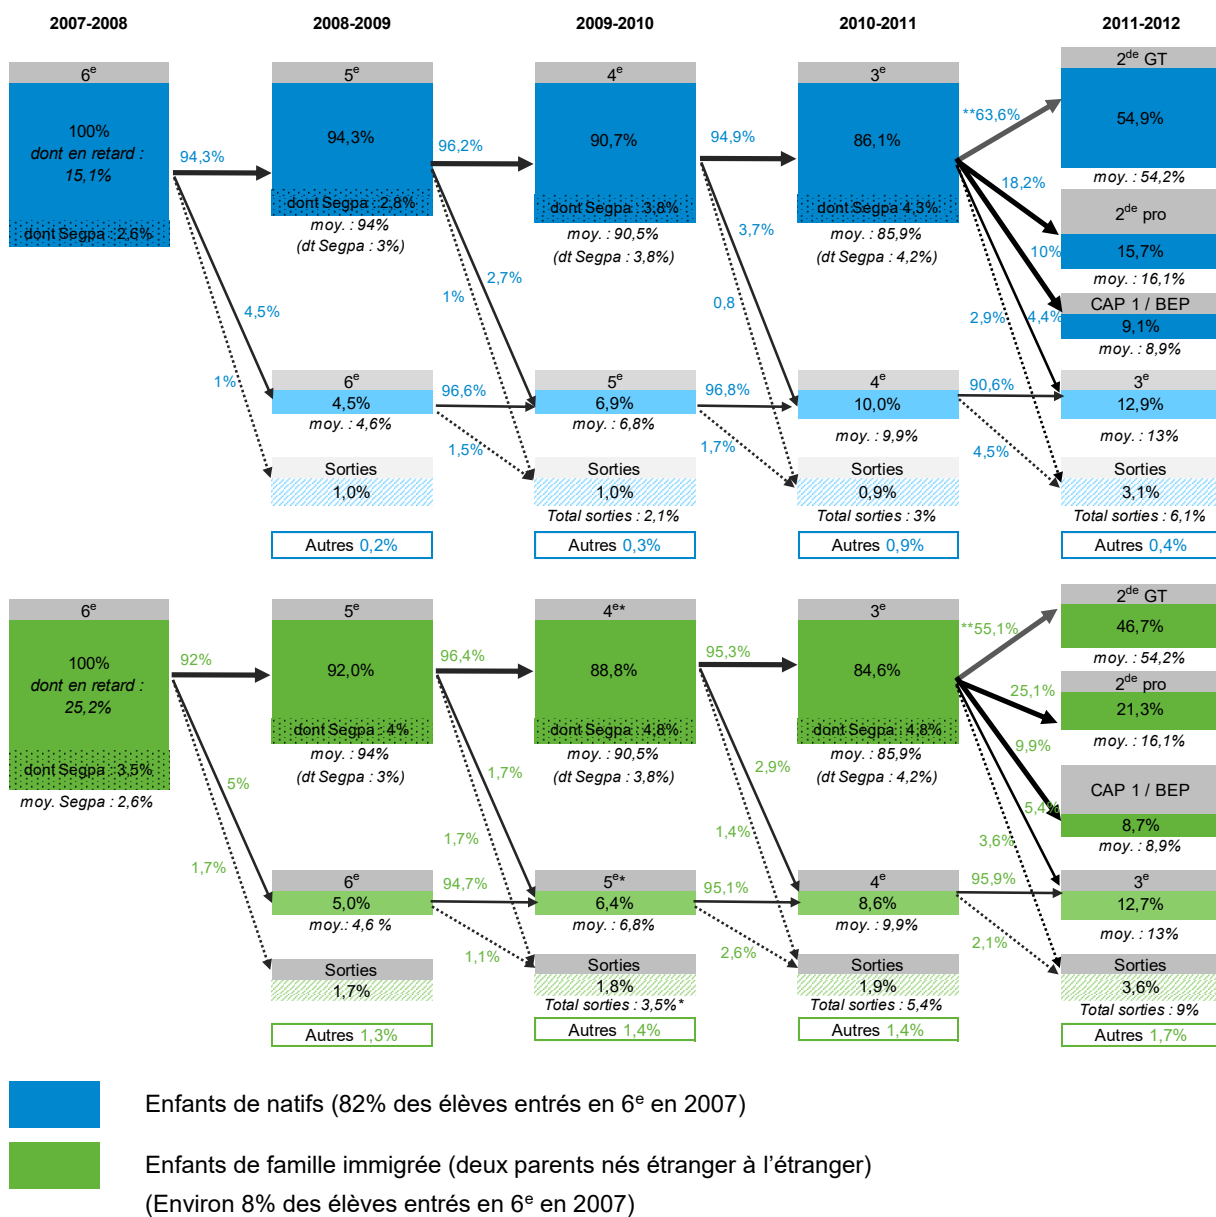 2007-2008 2008-2009 2009-2010 2010-2011 2011-2012
6e 5e 4e 3e 2de GT
100%
dont en retard :
15,1%
dont Segpa : 2,6%
94,3%
4,5%
1%
94,3%
dont Segpa : 2,8%
moy. : 94%
(dt Segpa : 3%)
96,2%
2,7%
1%
90,7%
dont Segpa : 3,8%
moy. : 90,5%
(dt Segpa : 3,8%)
94,9%
3,7%
0,8
86,1%
dont Segpa 4,3%
moy. : 85,9%
(dt Segpa : 4,2%)
**63,6%
18,2%
10%
4,4%
2,9%
54,9%
moy. : 54,2%
2de pro
15,7%
moy. : 16,1%
CAP 1 / BEP
9,1%
moy. : 8,9%
6e
4,5%
moy. : 4,6%
96,6%
1,5%
5e
6,9%
moy. : 6,8%
96,8%
1,7%
4e
10,0%
moy. : 9,9%
90,6%
4,5%
3e
12,9%
moy. : 13%
Sorties
1,0%
Sorties
1,0%
Total sorties : 2,1%
Sorties
0,9%
Total sorties : 3%
Sorties
3,1%
Total sorties : 6,1%
Autres 0,2%
Autres 0,3%
Autres 0,9%
Autres 0,4%
6e 5e 4e* 3e 2de GT
100%
dont en retard :
25,2%
dont Segpa : 3,5%
moy. Segpa : 2,6%
92%
5%
1,7%
92,0%
dont Segpa : 4%
moy. : 94%
(dt Segpa : 3%)
96,4%
1,7%
1,7%
88,8%
dont Segpa : 4,8%
moy. : 90,5%
(dt Segpa : 3,8%)
95,3%
2,9%
1,4%
84,6%
dont Segpa : 4,8%
moy. : 85,9%
(dt Segpa : 4,2%)
**55,1%
25,1%
9,9%
5,4%
3,6%
46,7%
moy. : 54,2%
2de pro
21,3%
moy. : 16,1%
CAP 1 / BEP
8,7%
moy. : 8,9%
6e
5,0%
moy.: 4,6 %
94,7%
1,1%
5e*
6,4%
moy. : 6,8%
95,1%
2,6%
4e
8,6%
moy. : 9,9%
95,9%
2,1%
3e
12,7%
moy. : 13%
Sorties
1,7%
Sorties
1,8%
Total sorties : 3,5%*
Sorties
1,9%
Total sorties : 5,4%
Sorties
3,6%
Total sorties : 9%
Autres 1,3%
Autres 1,4%
Autres 1,4%
Autres 1,7%
Enfants de natifs (82% des élèves entrés en 6e en 2007)
Enfants de famille immigrée (deux parents nés étranger à l’étranger)
(Environ 8% des élèves entrés en 6e en 2007)